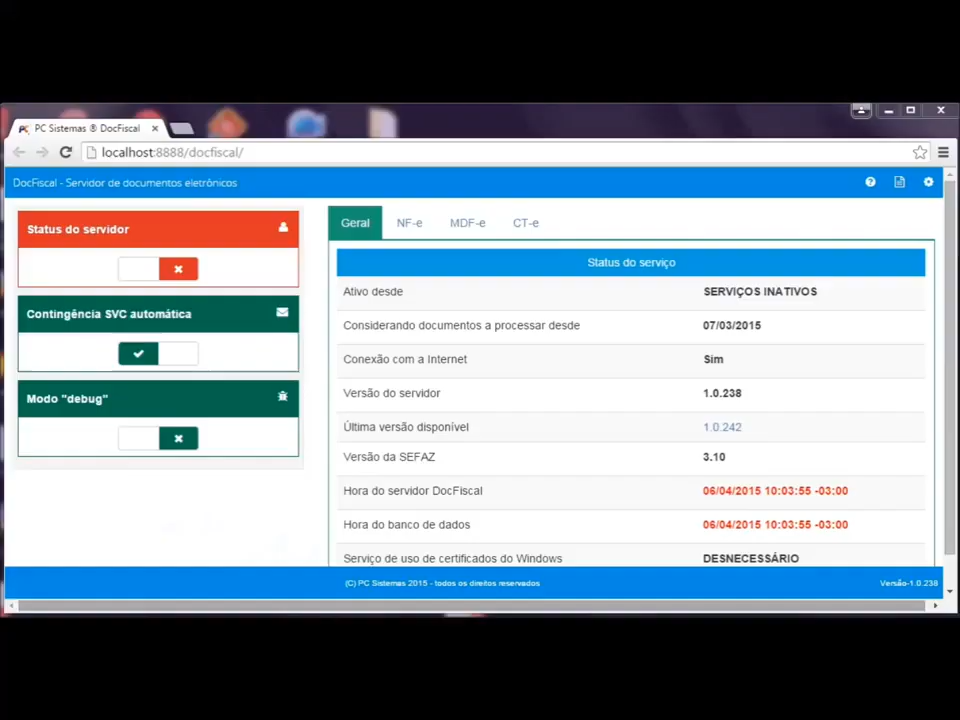 PC Sistemas ® DocFiscal
localhost:8888/docfiscal/
DocFiscal - Servidor de documentos eletrônicos
Status do servidor
Contingência SVC automática
Modo "debug"
Geral NF-e MDF-e CT-e
Status do serviço
Ativo desde SERVIÇOS INATIVOS
Considerando documentos a processar desde 07/03/2015
Conexão com a Internet Sim
Versão do servidor 1.0.238
Última versão disponível 1.0.242
Versão da SEFAZ 3.10
Hora do servidor DocFiscal 06/04/2015 10:03:55 -03:00
Hora do banco de dados 06/04/2015 10:03:55 -03:00
Serviço de uso de certificados do Windows DESNECESSÁRIO
(C) PC Sistemas 2015 - todos os direitos reservados
Versão-1.0.238